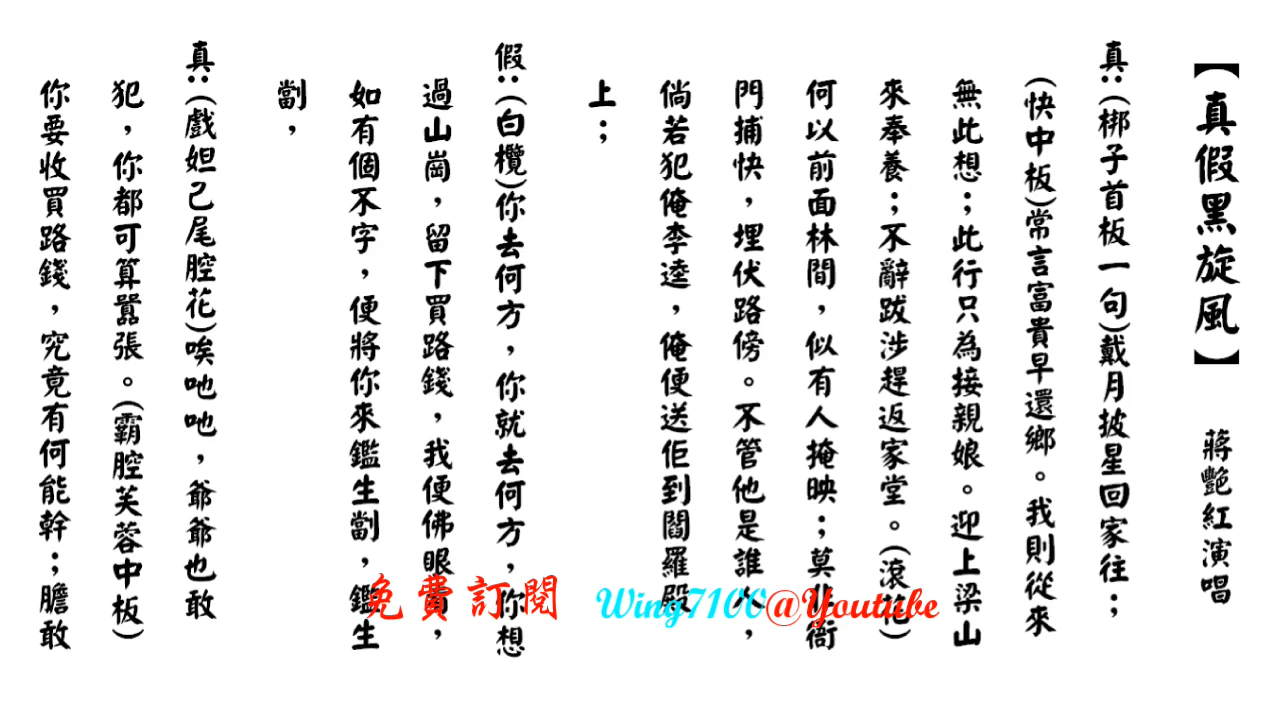 【真假黑旋風】 蔣艷紅演唱
真:(梆子首板一句)戴月披星回家往;
(快中板)常言富貴早還鄉。我則從來
無此想;此行只為接親娘。迎上梁山
來奉養;不辭跋涉趕返家堂。(滾花)
何以前面林間,似有人掩映;莫非衙
門捕快,埋伏路傍。不管他是誰人,
倘若犯俺李逵,俺便送佢到閻羅殿
上;
假:(白欖)你去何方,你就去何方,你想
過山崗,留下買路錢,我便佛眼看,
如有個不字,便將你來鑑生劏,鑑生
劏,
真:(戲妲己尾腔花)唉吔吔,爺爺也敢
犯,你都可算囂張。(霸腔芙蓉中板)
你要收買路錢,究竟有何能幹;膽敢
免費訂閱 Wing7100@Youtube